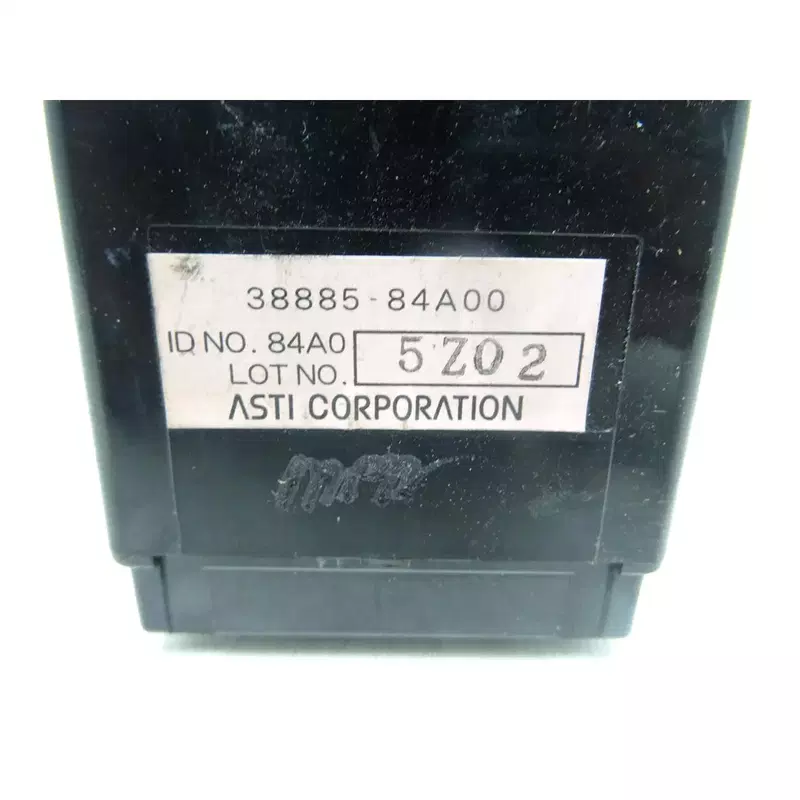 38885-84A00
ID NO. 84A0
LOT NO. 5Z02
ASTI CORPORATION